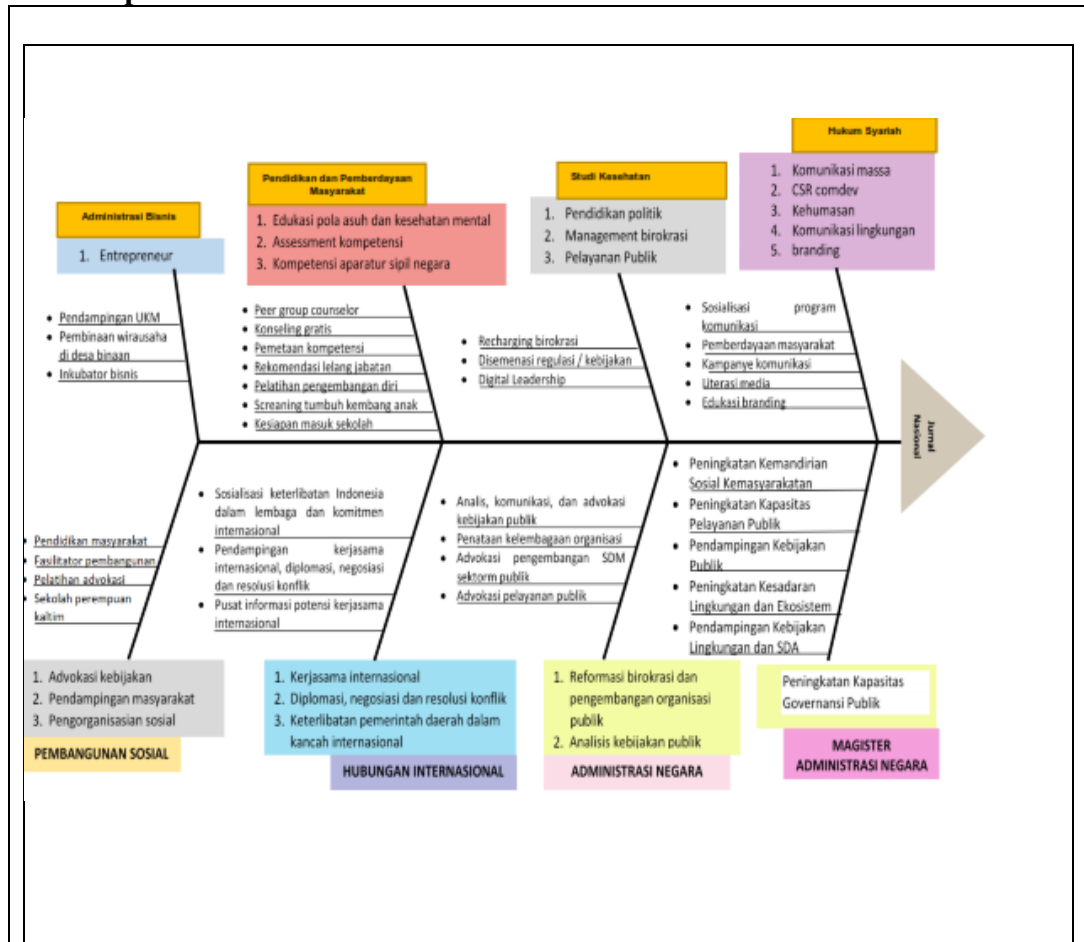 Hukum Syariah
1. Komunikasi massa
2. CSR comdev
3. Kehumasan
4. Komunikasi lingkungan
5. branding
Pendidikan dan Pemberdayaan
Masyarakat
1. Edukasi pola asuh dan kesehatan mental
2. Assessment kompetensi
3. Kompetensi aparatur sipil negara
Studi Kesehatan
1. Pendidikan politik
2. Management birokrasi
3. Pelayanan Publik
Administrasi Bisnis
1. Entrepreneur
• Pendampingan UKM
• Pembinaan wirausaha
di desa binaan
• Inkubator bisnis
• Peer group counselor
• Konseling gratis
• Pemetaan kompetensi
• Rekomendasi lelang jabatan
• Pelatihan pengembangan diri
• Screaning tumbuh kembang anak
• Kesiapan masuk sekolah
• Recharging birokrasi
• Disemenasi regulasi / kebijakan
• Digital Leadership
• Sosialisasi program
komunikasi
• Pemberdayaan masyarakat
• Kampanye komunikasi
• Literasi media
• Edukasi branding
Jurnal
Nasional
• Pendidikan masyarakat
• Fasilitator pembangunan
• Pelatihan advokasi
• Sekolah perempuan
kaltim
• Sosialisasi keterlibatan Indonesia
dalam lembaga dan komitmen
internasional
• Pendampingan kerjasama
internasional, diplomasi, negosiasi
dan resolusi konflik
• Pusat informasi potensi kerjasama
internasional
• Analis, komunikasi, dan advokasi
kebijakan publik
• Penataan kelembagaan organisasi
• Advokasi pengembangan SDM
sektorm publik
• Advokasi pelayanan publik
• Peningkatan Kemandirian
Sosial Kemasyarakatan
• Peningkatan Kapasitas
Pelayanan Publik
• Pendampingan Kebijakan
Publik
• Peningkatan Kesadaran
Lingkungan dan Ekosistem
• Pendampingan Kebijakan
Lingkungan dan SDA
1. Advokasi kebijakan
2. Pendampingan masyarakat
3. Pengorganisasian sosial
PEMBANGUNAN SOSIAL
1. Kerjasama internasional
2. Diplomasi, negosiasi dan resolusi konflik
3. Keterlibatan pemerintah daerah dalam
kancah internasional
HUBUNGAN INTERNASIONAL
1. Reformasi birokrasi dan
pengembangan organisasi
publik
2. Analisis kebijakan publik
ADMINISTRASI NEGARA
Peningkatan Kapasitas
Governansi Publik
MAGISTER
ADMINISTRASI NEGARA